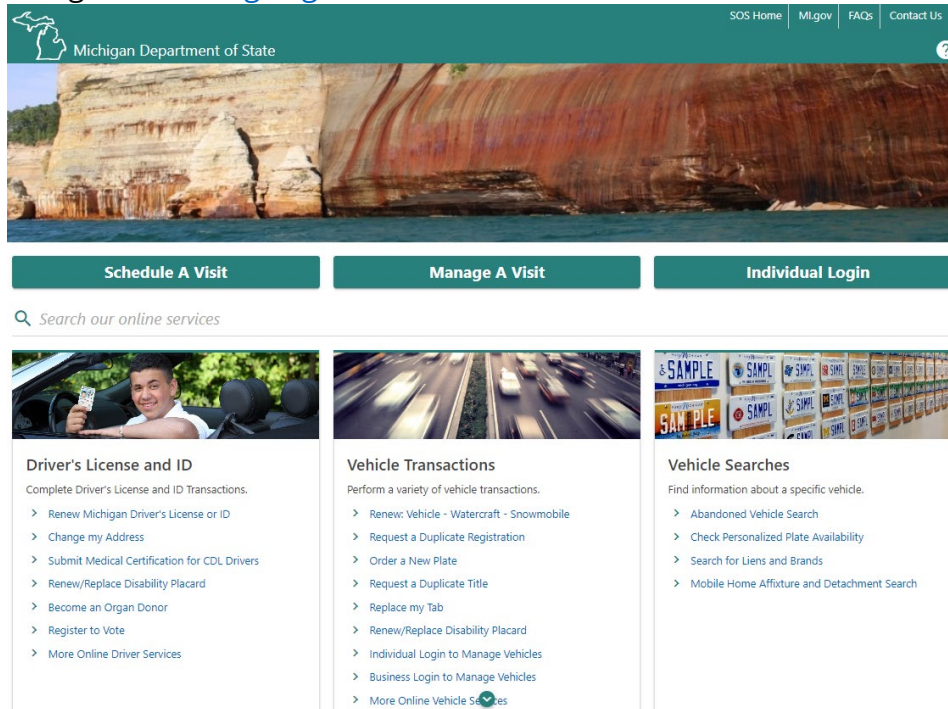 SOS Home MI.gov FAQs Contact Us
Michigan Department of State
?
Schedule A Visit
Manage A Visit
Individual Login
Search our online services
Driver's License and ID
Complete Driver's License and ID Transactions.
Renew Michigan Driver's License or ID
Change my Address
Submit Medical Certification for CDL Drivers
Renew/Replace Disability Placard
Become an Organ Donor
Register to Vote
More Online Driver Services
Vehicle Transactions
Perform a variety of vehicle transactions.
Renew: Vehicle - Watercraft - Snowmobile
Request a Duplicate Registration
Order a New Plate
Request a Duplicate Title
Replace my Tab
Renew/Replace Disability Placard
Individual Login to Manage Vehicles
Business Login to Manage Vehicles
More Online Vehicle
SAMPLE
SAMPL
SAMPL
SAM PLE
SAMPL
Vehicle Searches
Find information about a specific vehicle.
Abandoned Vehicle Search
Check Personalized Plate Availability
Search for Liens and Brands
Mobile Home Affixture and Detachment Search